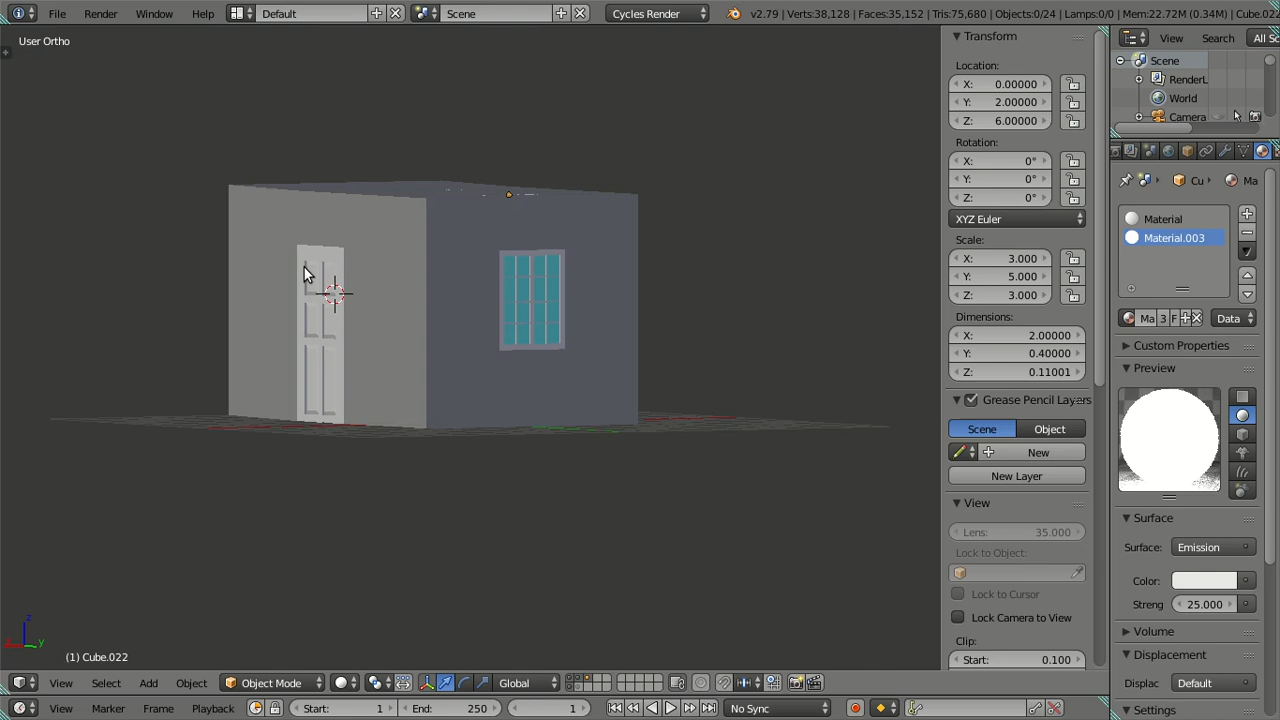 File Render Window Help Default Scene Cycles Render v2.79 | Verts:38,128 | Faces:35,152 | Tris:75,680 | Objects:0/24 | Lamps:0/0 | Mem:22.72M (0.34M) | Cube.022
User Ortho
Transform
Location:
X: 0.00000
Y: 2.00000
Z: 6.00000
Rotation:
X: 0°
Y: 0°
Z: 0°
XYZ Euler
Scale:
X: 3.000
Y: 5.000
Z: 3.000
Dimensions:
X: 2.00000
Y: 0.40000
Z: 0.11001
Grease Pencil Layers
Scene Object
New
New Layer
View
Lens: 35.000
Lock to Object:
Lock to Cursor
Lock Camera to View
Clip:
Start: 0.100
View Search All Sc
Scene
RenderL
World
Camera
Cu Ma
Material
Material.003
Ma 3 F Data
Custom Properties
Preview
Surface
Surface: Emission
Color:
Streng 25.000
Volume
Displacement
Displac Default
Settings
z
x y
(1) Cube.022
View Select Add Object Object Mode Global
View Marker Frame Playback Start: 1 End: 250 1 No Sync